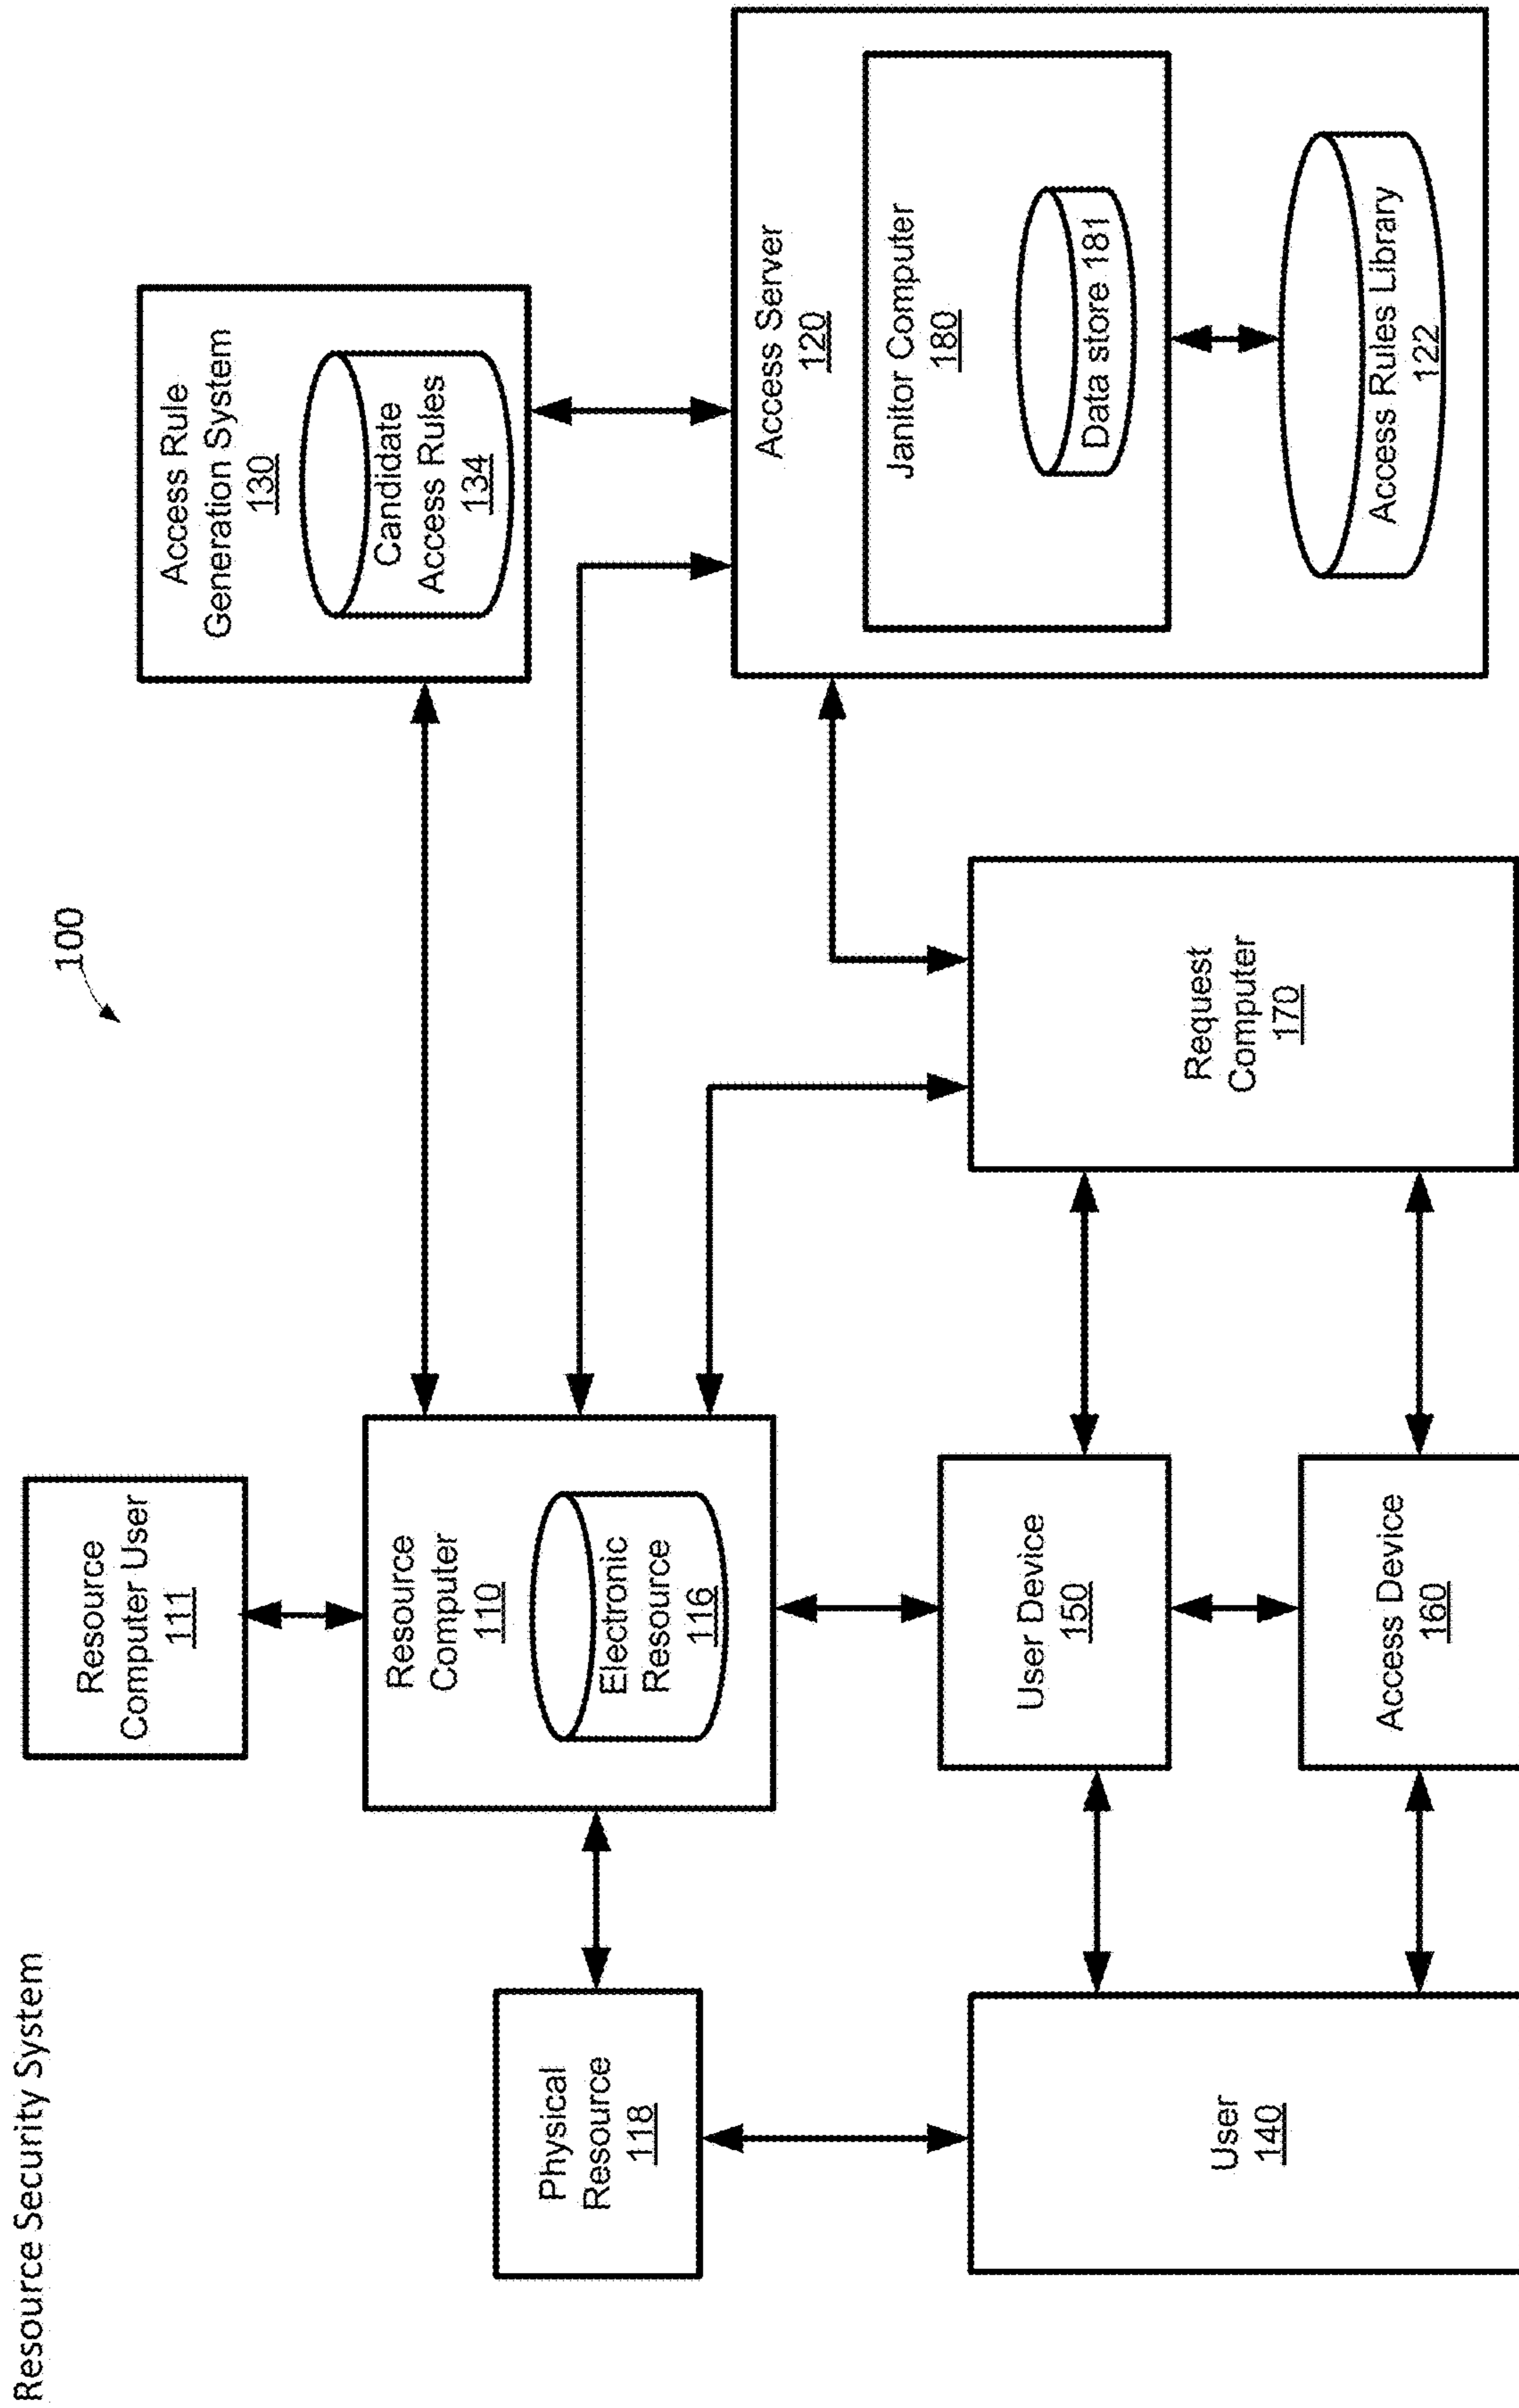 Resource Security System
100
Resource
Computer User
111
Physical
Resource
118
Resource
Computer
110
Electronic
Resource
116
Access Rule
Generation System
130
Candidate
Access Rules
134
User
140
User Device
150
Access Device
160
Request
Computer
170
Access Server
120
Janitor Computer
180
Data store 181
Access Rules Library
122